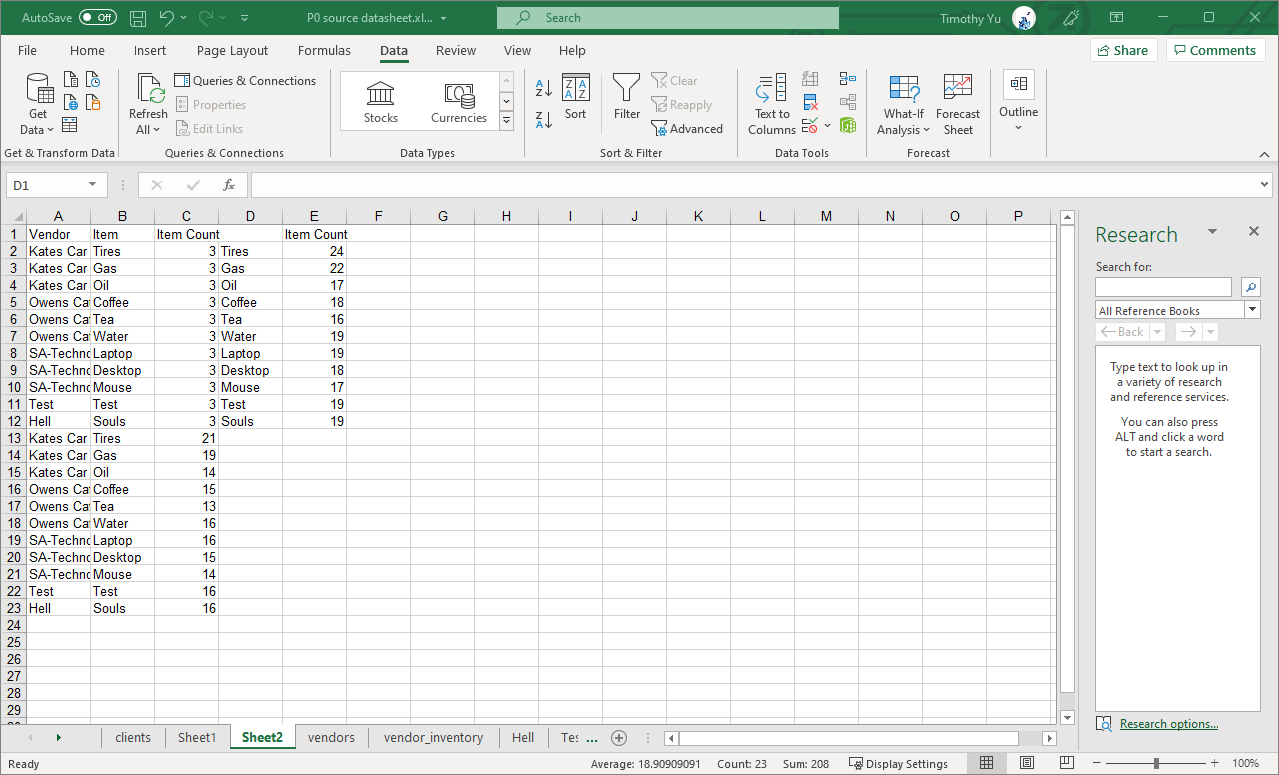 AutoSave Off P0 source datasheet.xl... Search Timothy Yu
File Home Insert Page Layout Formulas Data Review View Help Share Comments
Get Data
Refresh All
Queries & Connections
Properties
Edit Links
Stocks
Currencies
Sort
Filter
Clear
Reapply
Advanced
Text to Columns
What-If Analysis
Forecast Sheet
Outline
Get & Transform Data Queries & Connections Data Types Sort & Filter Data Tools Forecast
D1 fx
A B C D E F G H I J K L M N O P
1 Vendor Item Item Count Item Count
2 Kates Car Tires 3 Tires 24
3 Kates Car Gas 3 Gas 22
4 Kates Car Oil 3 Oil 17
5 Owens Ca Coffee 3 Coffee 18
6 Owens Ca Tea 3 Tea 16
7 Owens Ca Water 3 Water 19
8 SA-Techno Laptop 3 Laptop 19
9 SA-Techno Desktop 3 Desktop 18
10 SA-Techno Mouse 3 Mouse 17
11 Test Test 3 Test 19
12 Hell Souls 3 Souls 19
13 Kates Car Tires 21
14 Kates Car Gas 19
15 Kates Car Oil 14
16 Owens Ca Coffee 15
17 Owens Ca Tea 13
18 Owens Ca Water 16
19 SA-Techno Laptop 16
20 SA-Techno Desktop 15
21 SA-Techno Mouse 14
22 Test Test 16
23 Hell Souls 16
24
25
26
27
28
29
Research
Search for:
All Reference Books
Back
Type text to look up in
a variety of research
and reference services.
You can also press
ALT and click a word
to start a search.
Research options...
clients Sheet1 Sheet2 vendors vendor_inventory Hell Tes ...
Ready Average: 18.90909091 Count: 23 Sum: 208 Display Settings 100%